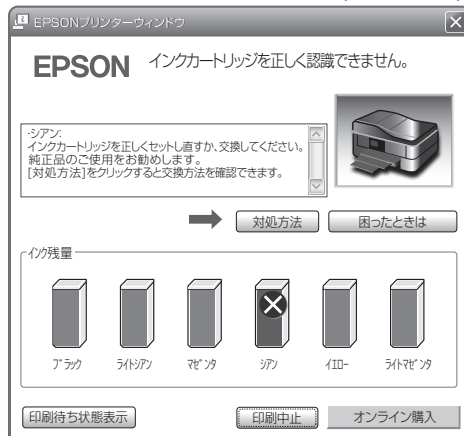 EPSONプリンターウィンドウ
EPSON
インクカートリッジを正しく認識できません。
・シアン:
インクカートリッジを正しくセットし直すか、交換してください。
純正品のご使用をお勧めします。
[対処方法]をクリックすると交換方法を確認できます。
対処方法
困ったときは
インク残量
ブラック
ライトシアン
マゼンタ
シアン
イエロー
ライトマゼンタ
印刷待ち状態表示
印刷中止
オンライン購入